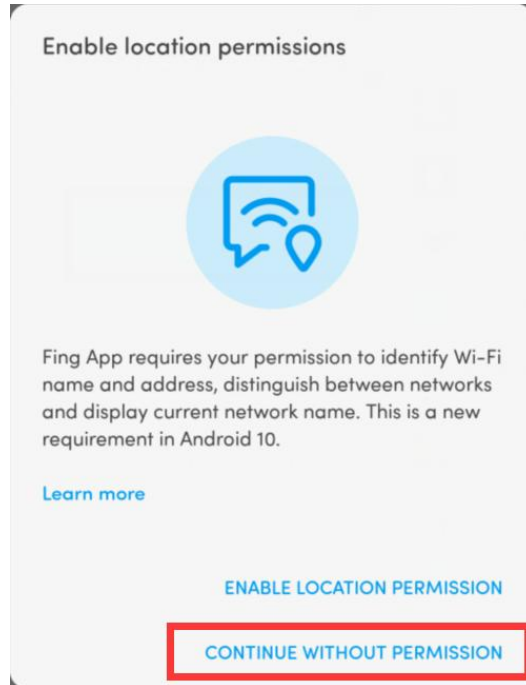 Enable location permissions
Fing App requires your permission to identify Wi-Fi
name and address, distinguish between networks
and display current network name. This is a new
requirement in Android 10.
Learn more
ENABLE LOCATION PERMISSION
CONTINUE WITHOUT PERMISSION